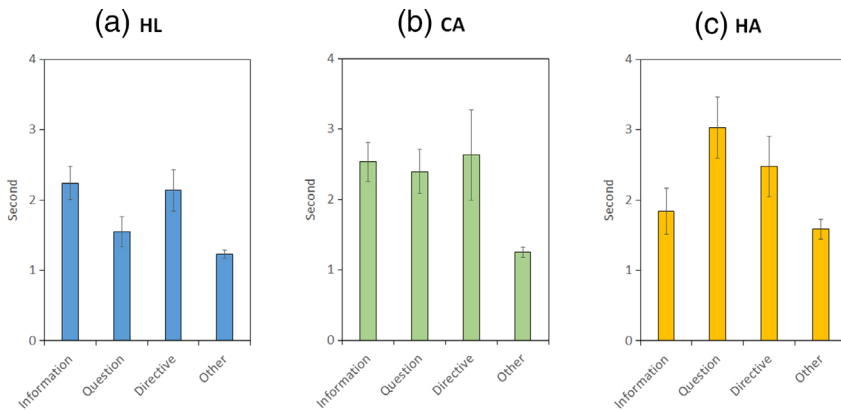 (a) HL
4
3
2
1
0
Second
Information
Question
Directive
Other
(b) CA
4
3
2
1
0
Second
Information
Question
Directive
Other
(c) HA
4
3
2
1
0
Second
Information
Question
Directive
Other